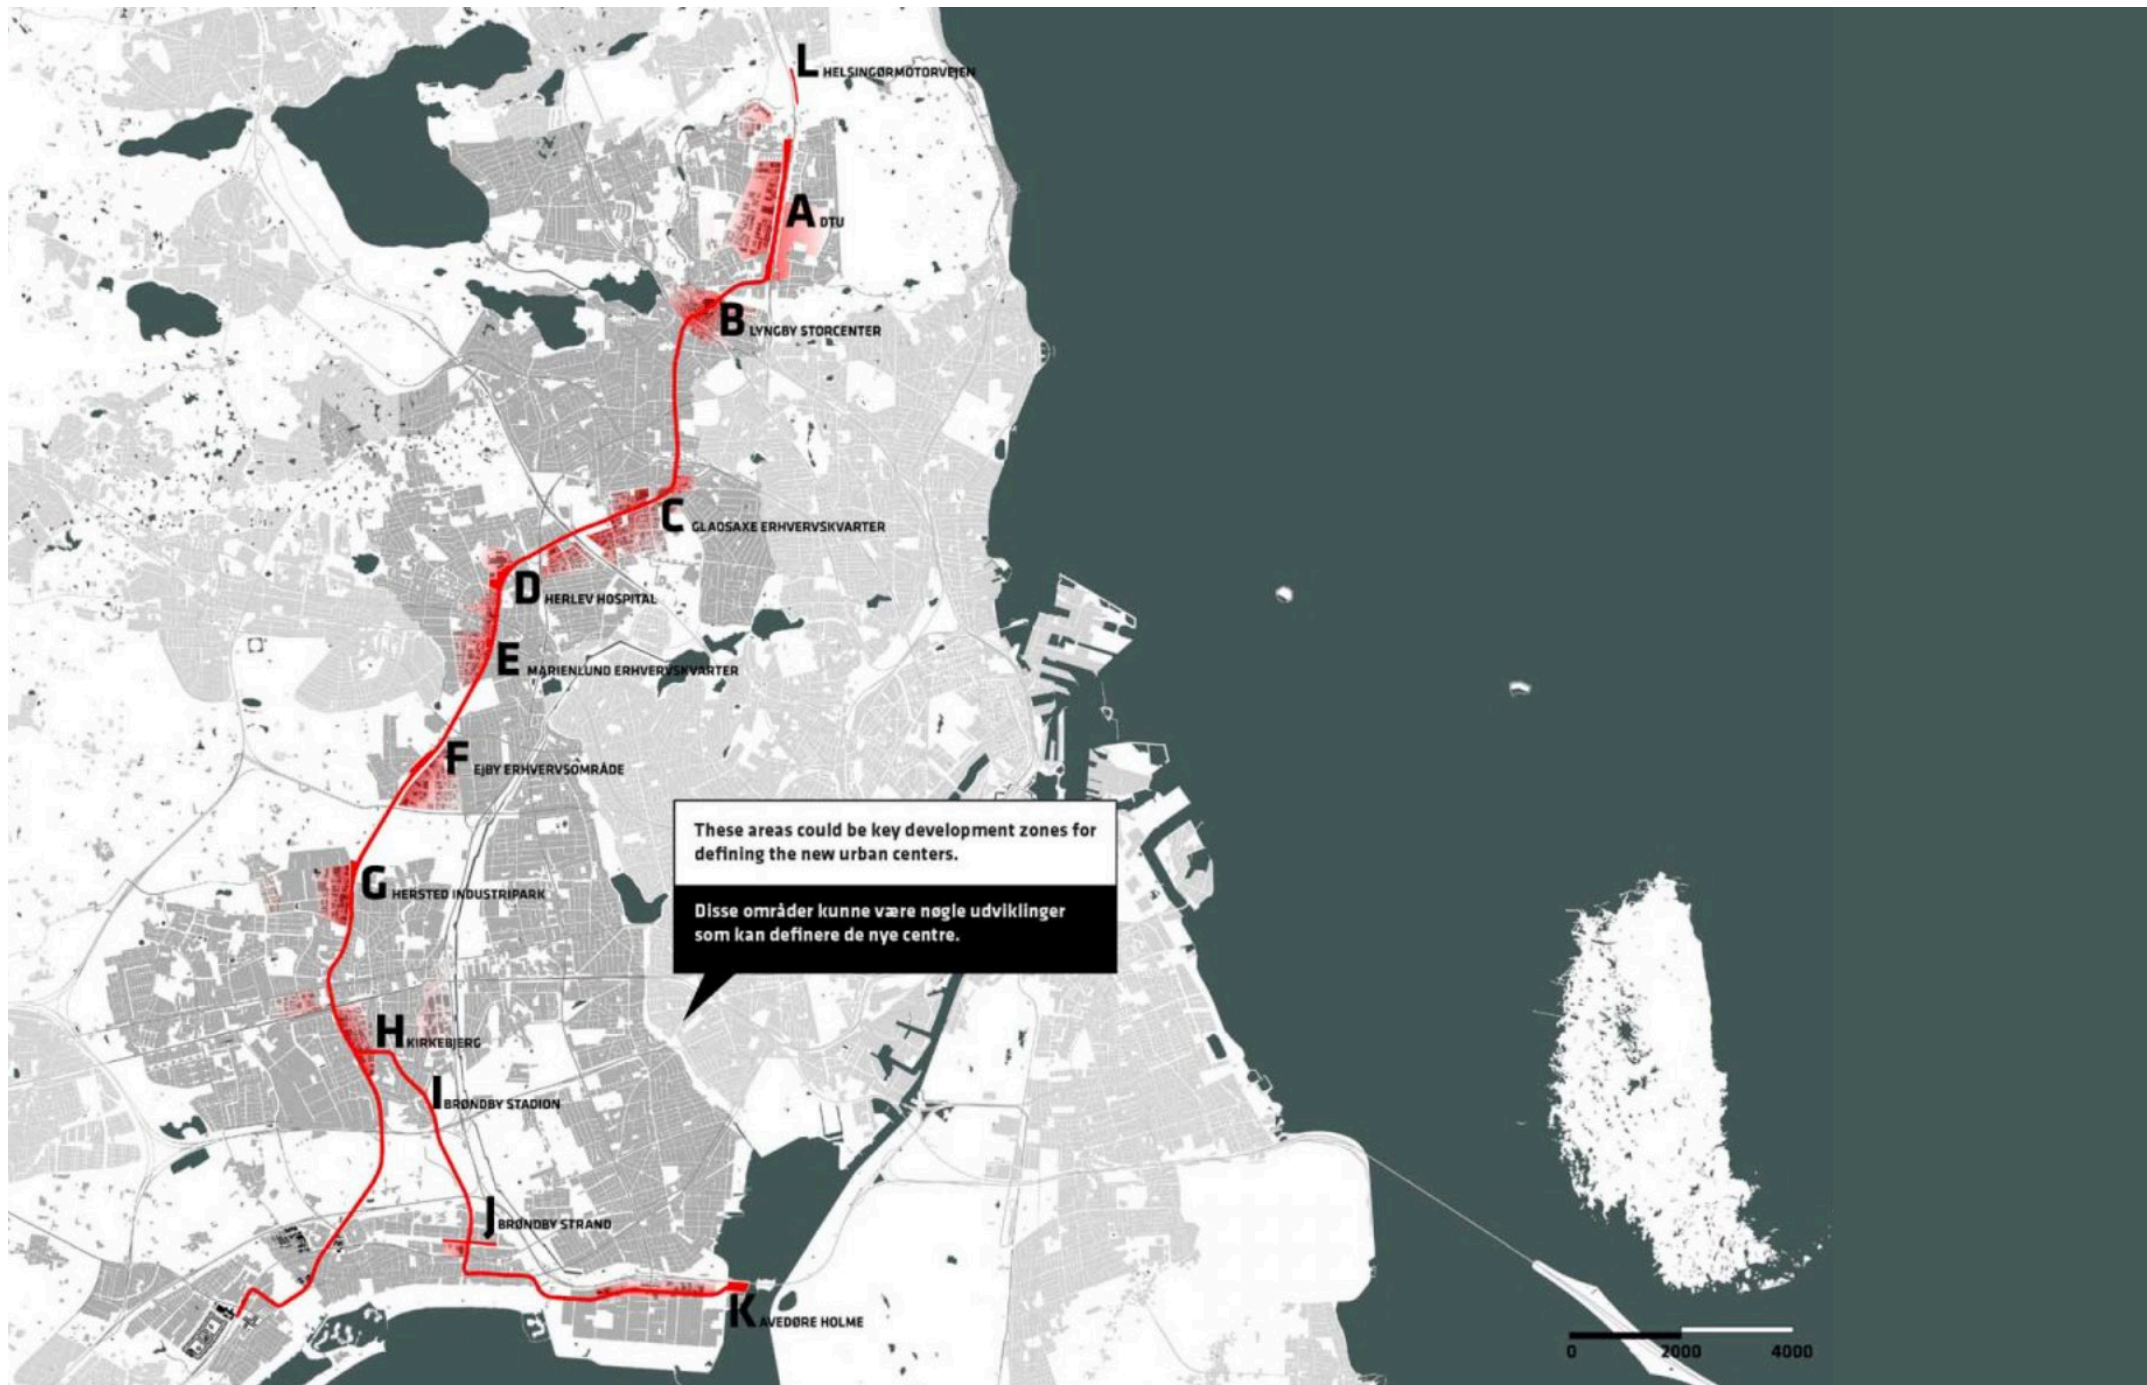 L HELSINGØRMOTORVEJEN
A DTU
B LYNGBY STORCENTER
C GLADSAXE ERHVERVSKVARTER
D HERLEV HOSPITAL
E MARIENLUND ERHVERVSKVARTER
F EJBY ERHVERVSOMRÅDE
These areas could be key development zones for
defining the new urban centers.
Disse områder kunne være nøgle udviklinger
som kan definere de nye centre.
G HERSTED INDUSTRIPARK
H KIRKEBJERG
I BRØNDBY STADION
J BRØNDBY STRAND
K AVEDØRE HOLME
0 2000 4000